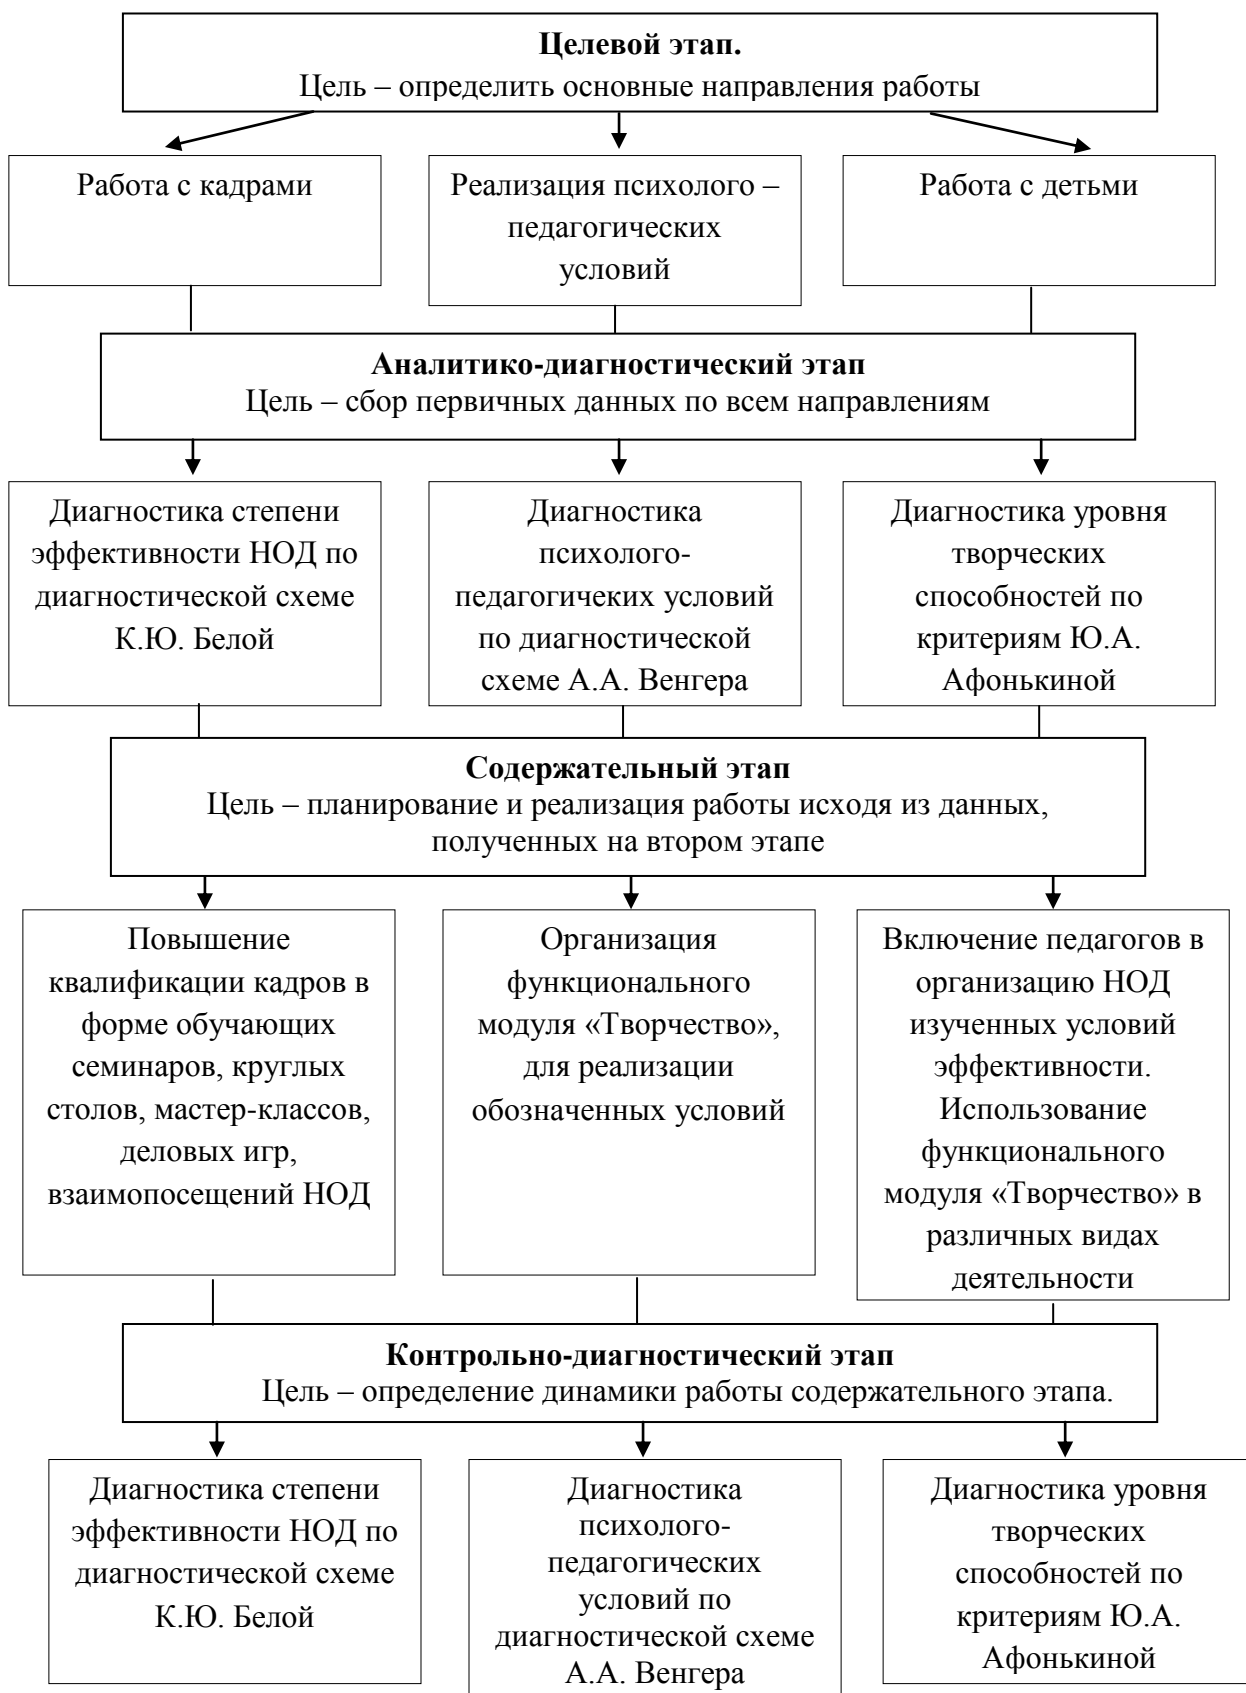 Целевой этап.
Цель – определить основные направления работы
Работа с кадрами
Реализация психолого –
педагогических
условий
Работа с детьми
Аналитико-диагностический этап
Цель – сбор первичных данных по всем направлениям
Диагностика степени
эффективности НОД по
диагностической схеме
К.Ю. Белой
Диагностика
психолого-
педагогичеких условий
по диагностической
схеме А.А. Венгера
Диагностика уровня
творческих
способностей по
критериям Ю.А.
Афонькиной
Содержательный этап
Цель – планирование и реализация работы исходя из данных,
полученных на втором этапе
Повышение
квалификации кадров в
форме обучающих
семинаров, круглых
столов, мастер-классов,
деловых игр,
взаимопосещений НОД
Организация
функционального
модуля «Творчество»,
для реализации
обозначенных условий
Включение педагогов в
организацию НОД
изученных условий
эффективности.
Использование
функционального
модуля «Творчество» в
различных видах
деятельности
Контрольно-диагностический этап
Цель – определение динамики работы содержательного этапа.
Диагностика степени
эффективности НОД по
диагностической схеме
К.Ю. Белой
Диагностика
психолого-
педагогических
условий по
диагностической схеме
А.А. Венгера
Диагностика уровня
творческих
способностей по
критериям Ю.А.
Афонькиной